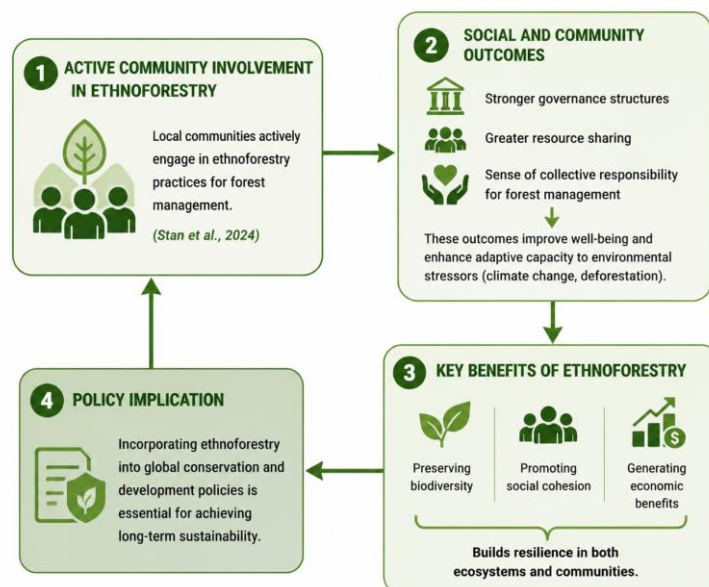 1
ACTIVE COMMUNITY INVOLVEMENT
IN ETHNOFORESTRY
Local communities actively
engage in ethnoforestry
practices for forest
management.
(Stan et al., 2024)
2
SOCIAL AND COMMUNITY
OUTCOMES
Stronger governance structures
Greater resource sharing
Sense of collective responsibility
for forest management
These outcomes improve well-being and
enhance adaptive capacity to environmental
stressors (climate change, deforestation).
3
KEY BENEFITS OF ETHNOFORESTRY
Preserving
biodiversity
Promoting
social cohesion
$
Generating
economic
benefits
Builds resilience in both
ecosystems and communities.
4
POLICY IMPLICATION
Incorporating ethnoforestry
into global conservation and
development policies is
essential for achieving
long-term sustainability.